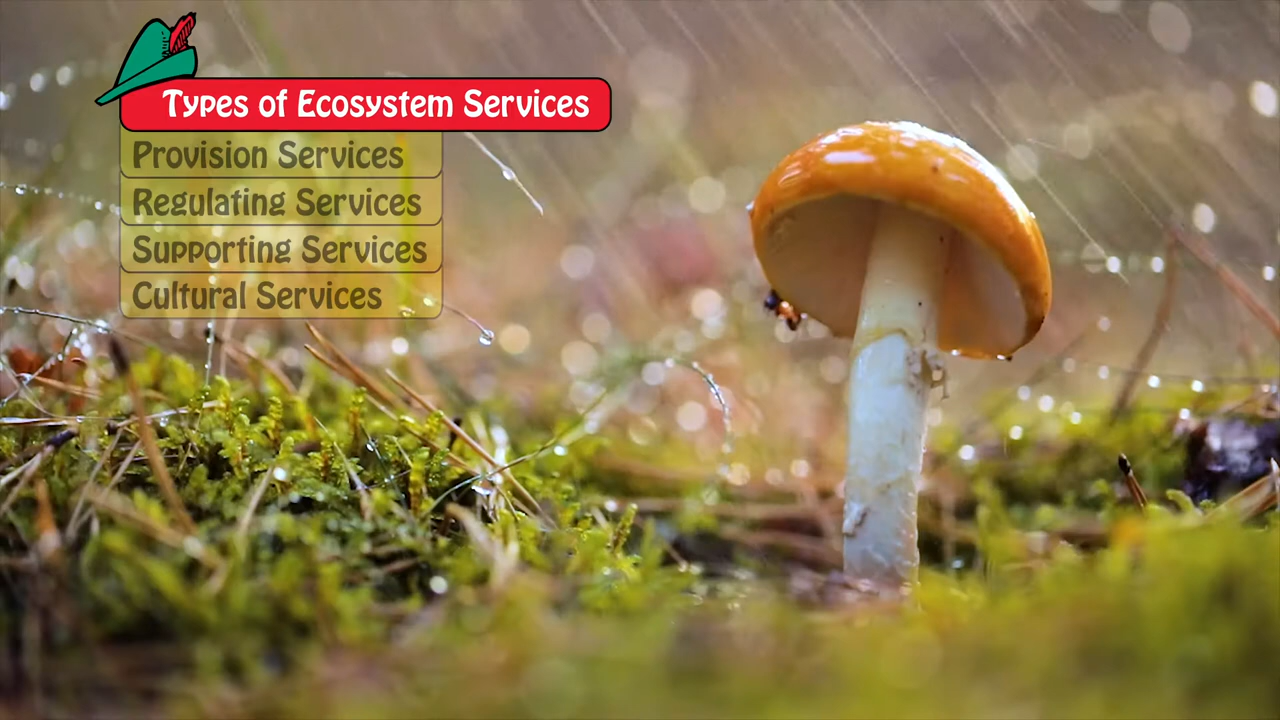 Types of Ecosystem Services
Provision Services
Regulating Services
Supporting Services
Cultural Services